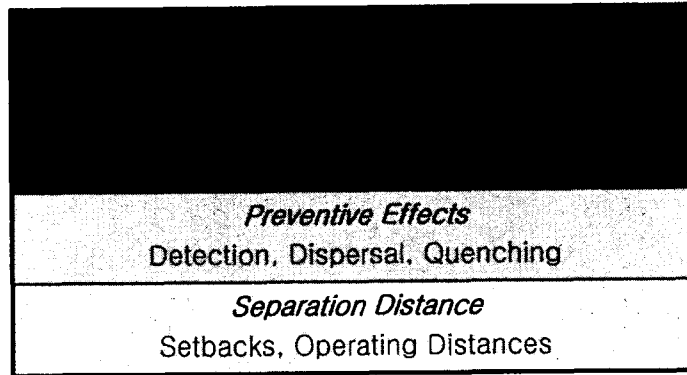 Preventive Effects
Detection, Dispersal, Quenching
Separation Distance
Setbacks, Operating Distances